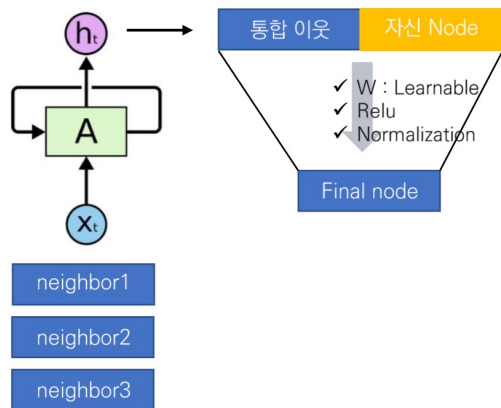 ht
통합 이웃
자신 Node
✓ W : Learnable
✓ Relu
✓ Normalization
A
Final node
xt
neighbor1
neighbor2
neighbor3